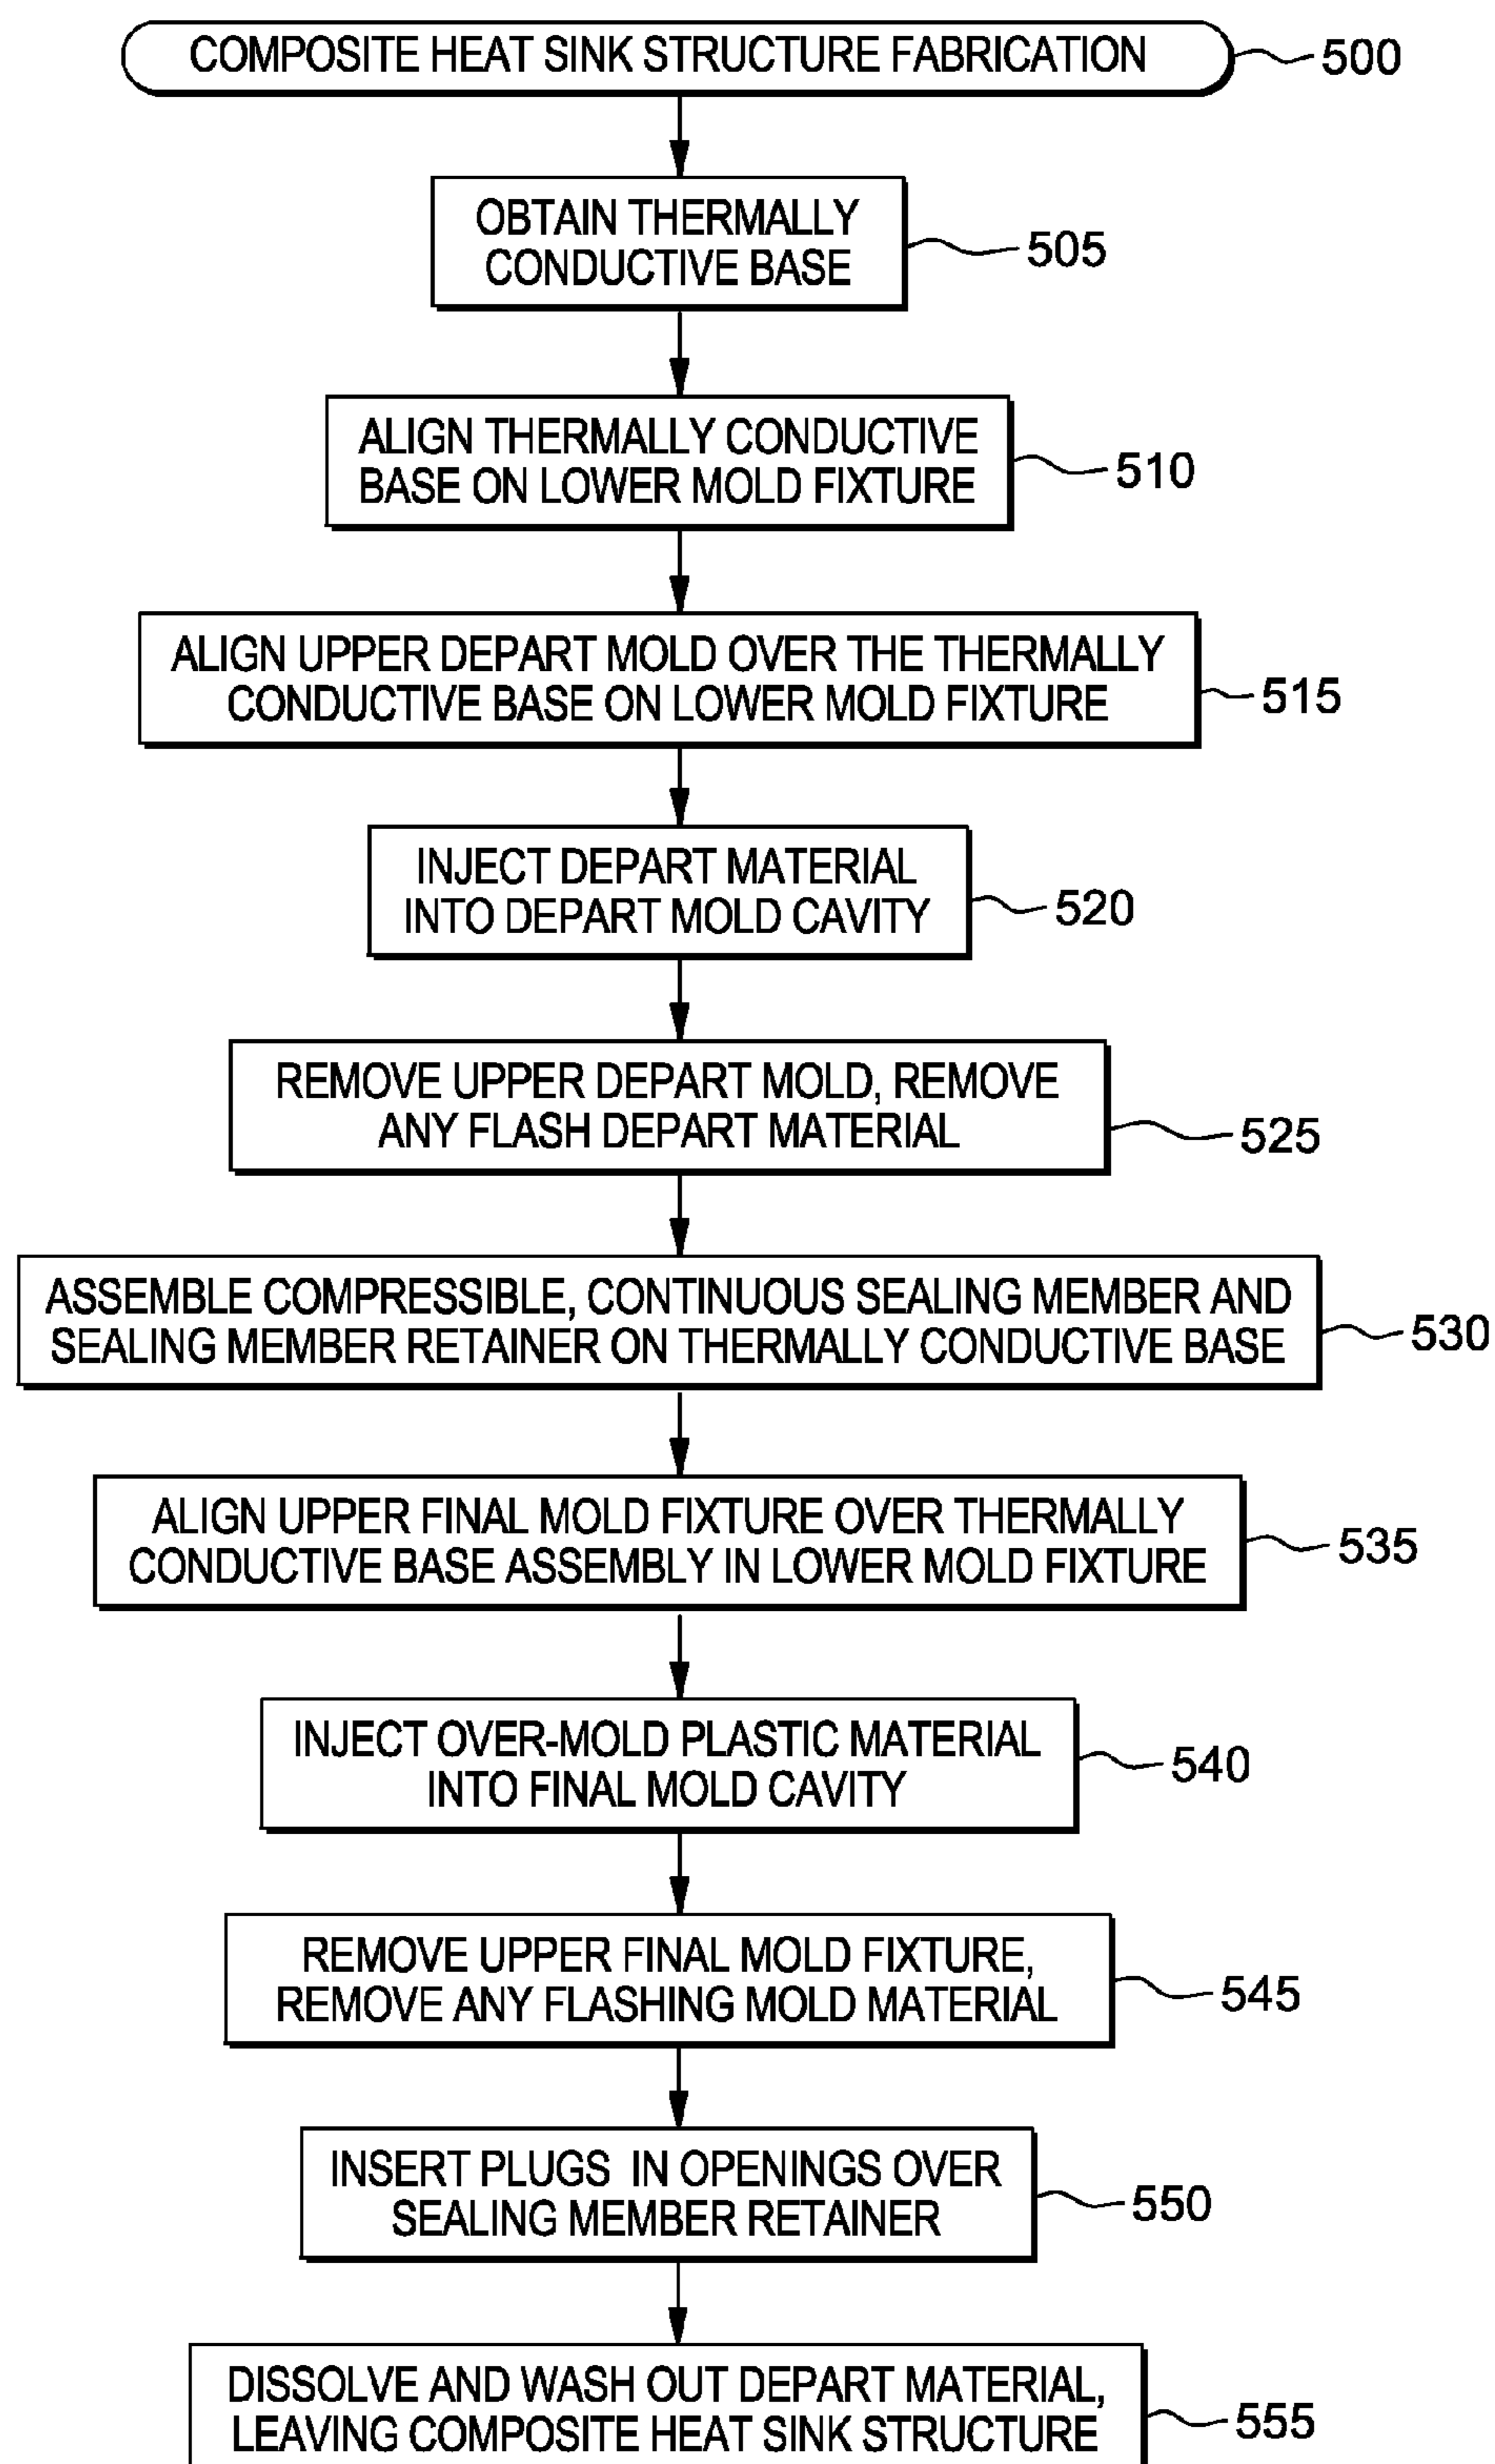 COMPOSITE HEAT SINK STRUCTURE FABRICATION
500
OBTAIN THERMALLY
CONDUCTIVE BASE
505
ALIGN THERMALLY CONDUCTIVE
BASE ON LOWER MOLD FIXTURE
510
ALIGN UPPER DEPART MOLD OVER THE THERMALLY
CONDUCTIVE BASE ON LOWER MOLD FIXTURE
515
INJECT DEPART MATERIAL
INTO DEPART MOLD CAVITY
520
REMOVE UPPER DEPART MOLD, REMOVE
ANY FLASH DEPART MATERIAL
525
ASSEMBLE COMPRESSIBLE, CONTINUOUS SEALING MEMBER AND
SEALING MEMBER RETAINER ON THERMALLY CONDUCTIVE BASE
530
ALIGN UPPER FINAL MOLD FIXTURE OVER THERMALLY
CONDUCTIVE BASE ASSEMBLY IN LOWER MOLD FIXTURE
535
INJECT OVER-MOLD PLASTIC MATERIAL
INTO FINAL MOLD CAVITY
540
REMOVE UPPER FINAL MOLD FIXTURE,
REMOVE ANY FLASHING MOLD MATERIAL
545
INSERT PLUGS IN OPENINGS OVER
SEALING MEMBER RETAINER
550
DISSOLVE AND WASH OUT DEPART MATERIAL,
LEAVING COMPOSITE HEAT SINK STRUCTURE
555